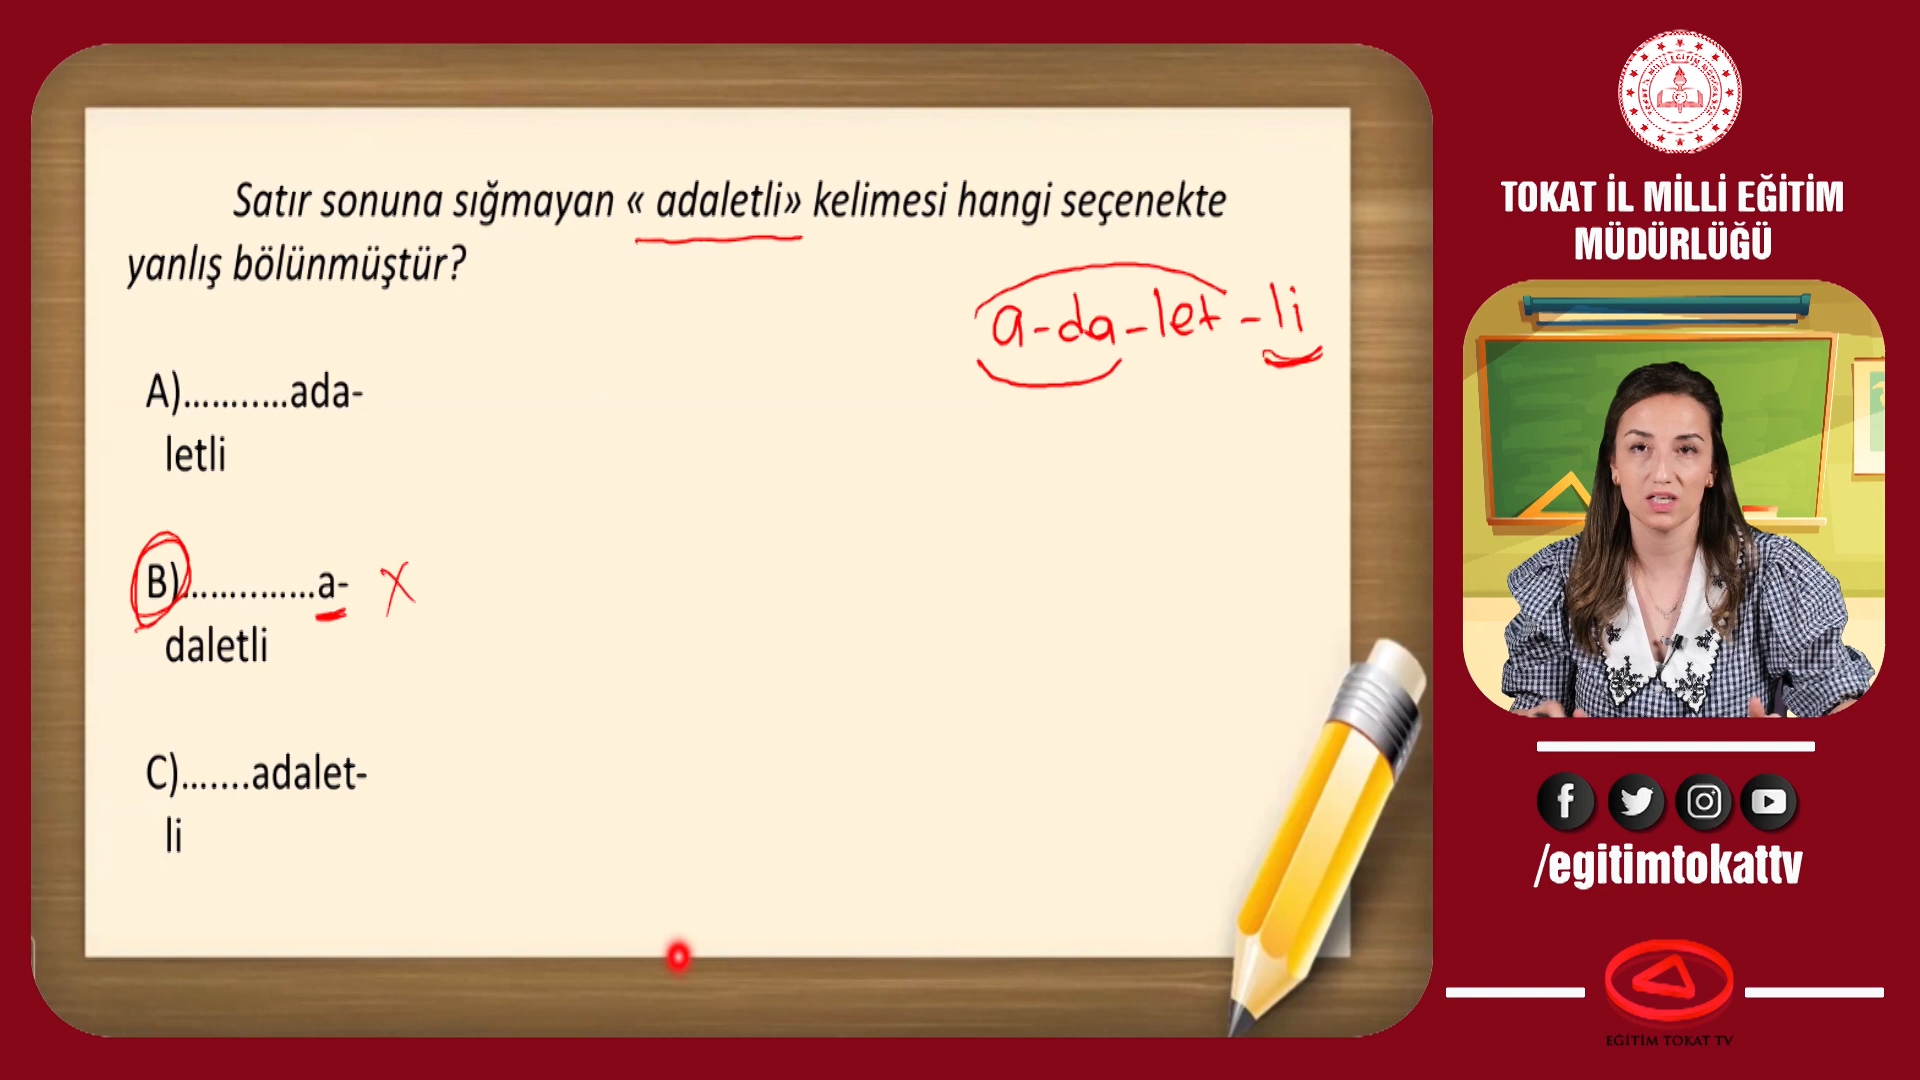 Satır sonuna sığmayan « adaletli» kelimesi hangi seçenekte
yanlış bölünmüştür?
a-da-let-li
A)..........ada-
letli
B).............a- X
daletli
C).......adalet-
li
TOKAT İL MİLLİ EĞİTİM
MÜDÜRLÜĞÜ
/egitimtokattv
EĞİTİM TOKAT TV